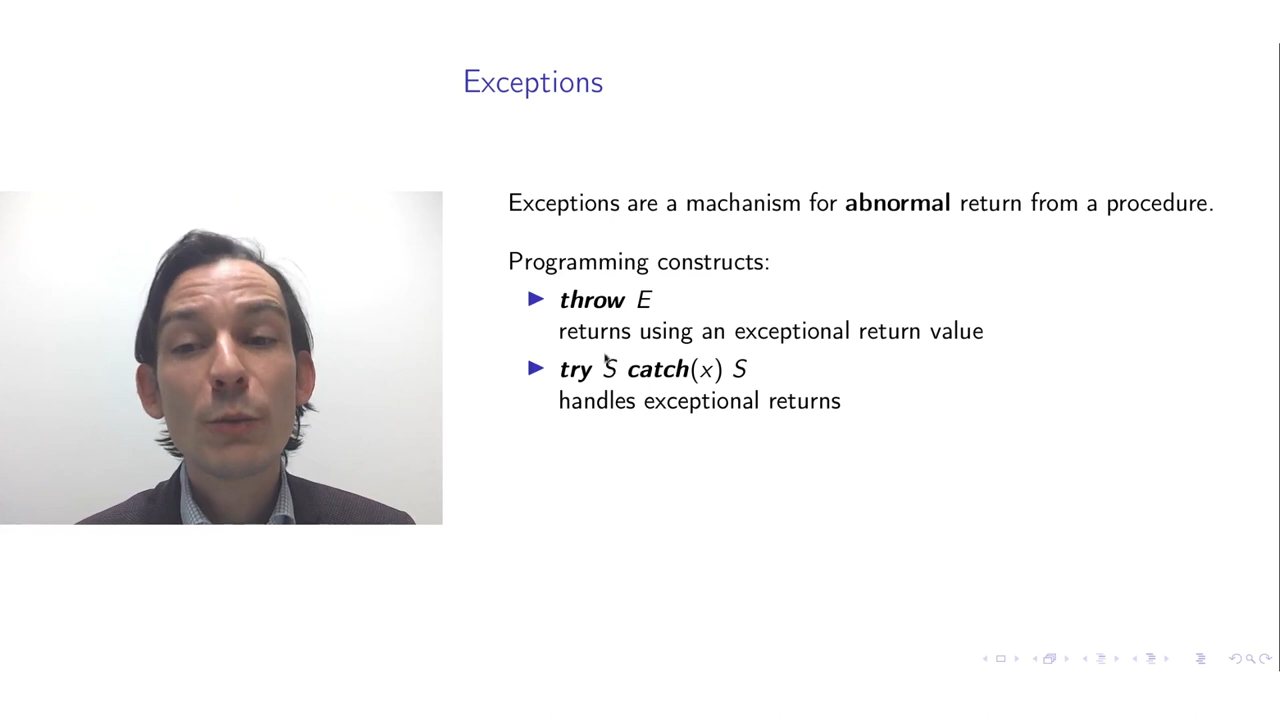 Exceptions
Exceptions are a machanism for abnormal return from a procedure.
Programming constructs:
throw E
returns using an exceptional return value
try S catch(x) S
handles exceptional returns